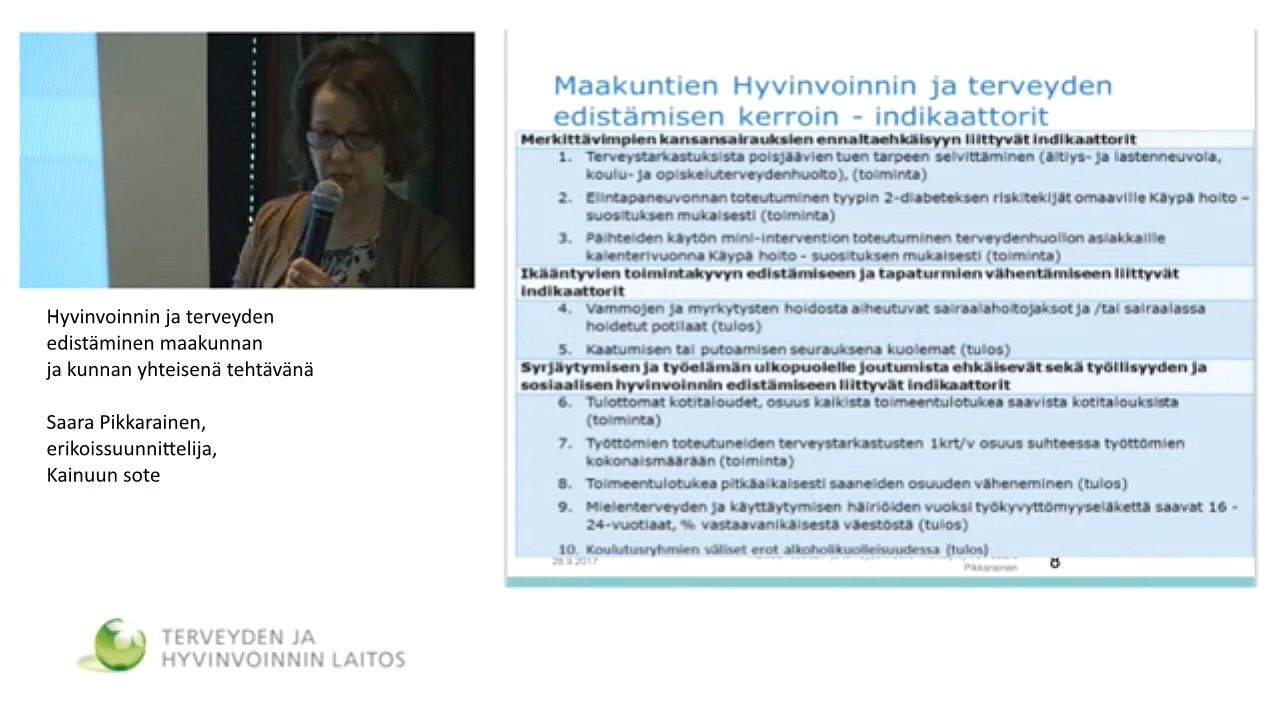 Hyvinvoinnin ja terveyden
edistäminen maakunnan
ja kunnan yhteisenä tehtävänä
Saara Pikkarainen,
erikoissuunnittelija,
Kainuun sote
TERVEYDEN JA
HYVINVOINNIN LAITOS
Maakuntien Hyvinvoinnin ja terveyden
edistämisen kerroin - indikaattorit
Merkittävimpien kansansairauksien ennaltaehkäisyyn liittyvät indikaattorit
1. Terveystarkastuksista poisjäävien tuen tarpeen selvittäminen (äitiys- ja lastenneuvola,
koulu- ja opiskeluterveydenhuolto), (toiminta)
2. Elintapaneuvonnan toteutuminen tyypin 2-diabeteksen riskitekijät omaaville Käypä hoito –
suosituksen mukaisesti (toiminta)
3. Päihteiden käytön mini-intervention toteutuminen terveydenhuollon asiakkaille
kalenterivuonna Käypä hoito - suosituksen mukaisesti (toiminta)
Ikääntyvien toimintakyvyn edistämiseen ja tapaturmien vähentämiseen liittyvät
indikaattorit
4. Vammojen ja myrkytysten hoidosta aiheutuvat sairaalahoitojaksot ja /tai sairaalassa
hoidetut potilaat (tulos)
5. Kaatumisen tai putoamisen seurauksena kuolemat (tulos)
Syrjäytymisen ja työelämän ulkopuolelle joutumista ehkäisevät sekä työllisyyden ja
sosiaalisen hyvinvoinnin edistämiseen liittyvät indikaattorit
6. Tulottomat kotitaloudet, osuus kaikista toimeentulotukea saavista kotitalouksista
(toiminta)
7. Työttömien toteutuneiden terveystarkastusten 1krt/v osuus suhteessa työttömien
kokonaismäärään (toiminta)
8. Toimeentulotukea pitkäaikaisesti saaneiden osuuden väheneminen (tulos)
9. Mielenterveyden ja käyttäytymisen häiriöiden vuoksi työkyvyttömyyseläkettä saavat 16 -
24-vuotiaat, % vastaavanikäisestä väestöstä (tulos)
10. Koulutusryhmien väliset erot alkoholikuolleisuudessa (tulos)
28.9.2017
Pikkarainen
8